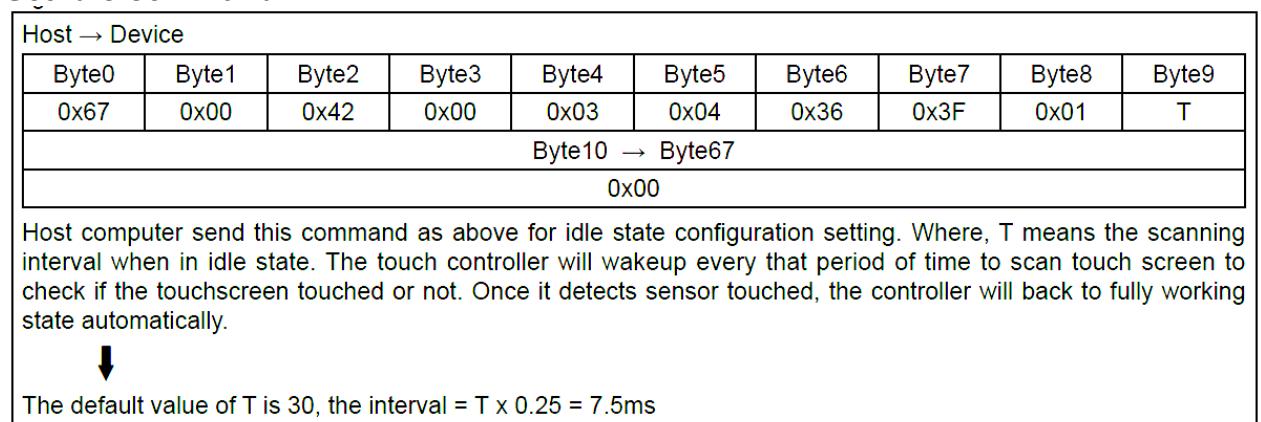 Host → Device
Byte0 Byte1 Byte2 Byte3 Byte4 Byte5 Byte6 Byte7 Byte8 Byte9
0x67 0x00 0x42 0x00 0x03 0x04 0x36 0x3F 0x01 T
Byte10 → Byte67
0x00
Host computer send this command as above for idle state configuration setting. Where, T means the scanning
interval when in idle state. The touch controller will wakeup every that period of time to scan touch screen to
check if the touchscreen touched or not. Once it detects sensor touched, the controller will back to fully working
state automatically.
The default value of T is 30, the interval = T x 0.25 = 7.5ms